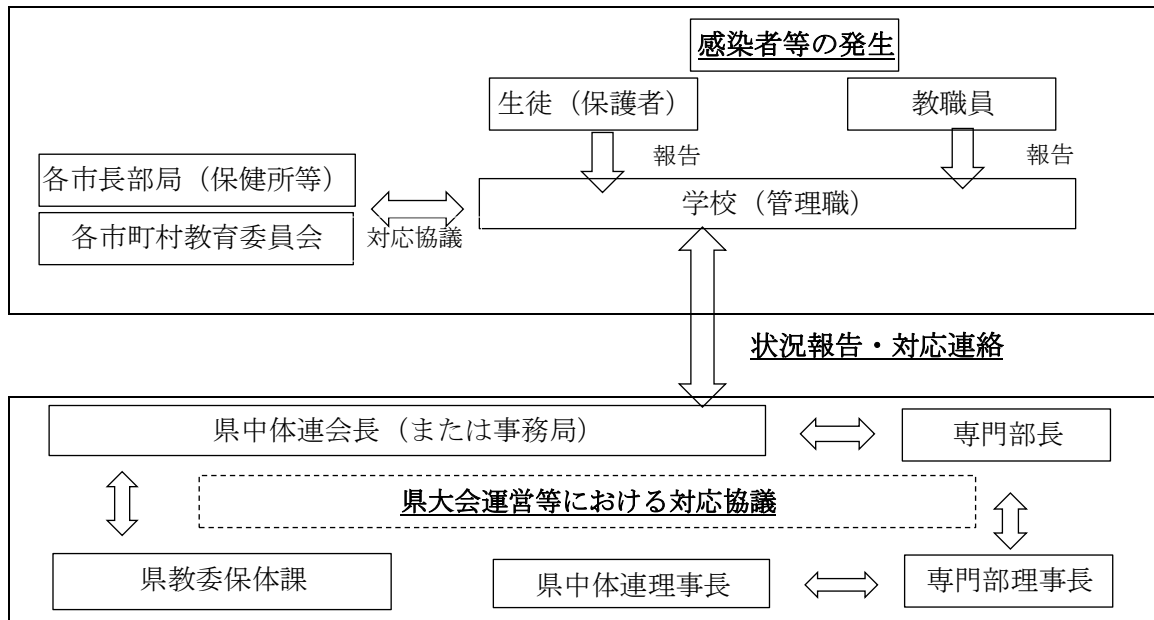 感染者等の発生
生徒（保護者）
教職員
報告
報告
各市長部局（保健所等）
学校（管理職）
各市町村教育委員会
対応協議
状況報告・対応連絡
県中体連会長（または事務局）
専門部長
県大会運営等における対応協議
県教委保体課
県中体連理事長
専門部理事長